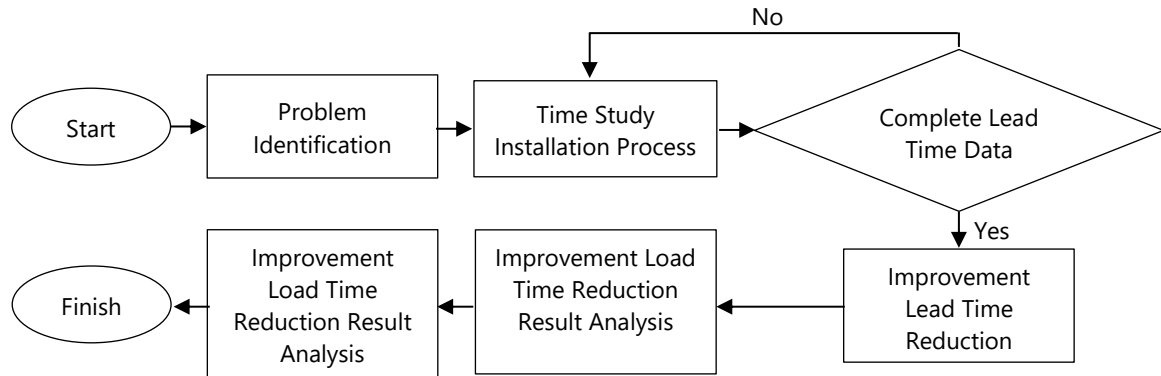 No
Start
Problem
Identification
Time Study
Installation Process
Complete Lead
Time Data
Yes
Improvement
Lead Time
Reduction
Improvement Load
Time Reduction
Result Analysis
Improvement
Load Time
Reduction Result
Analysis
Finish